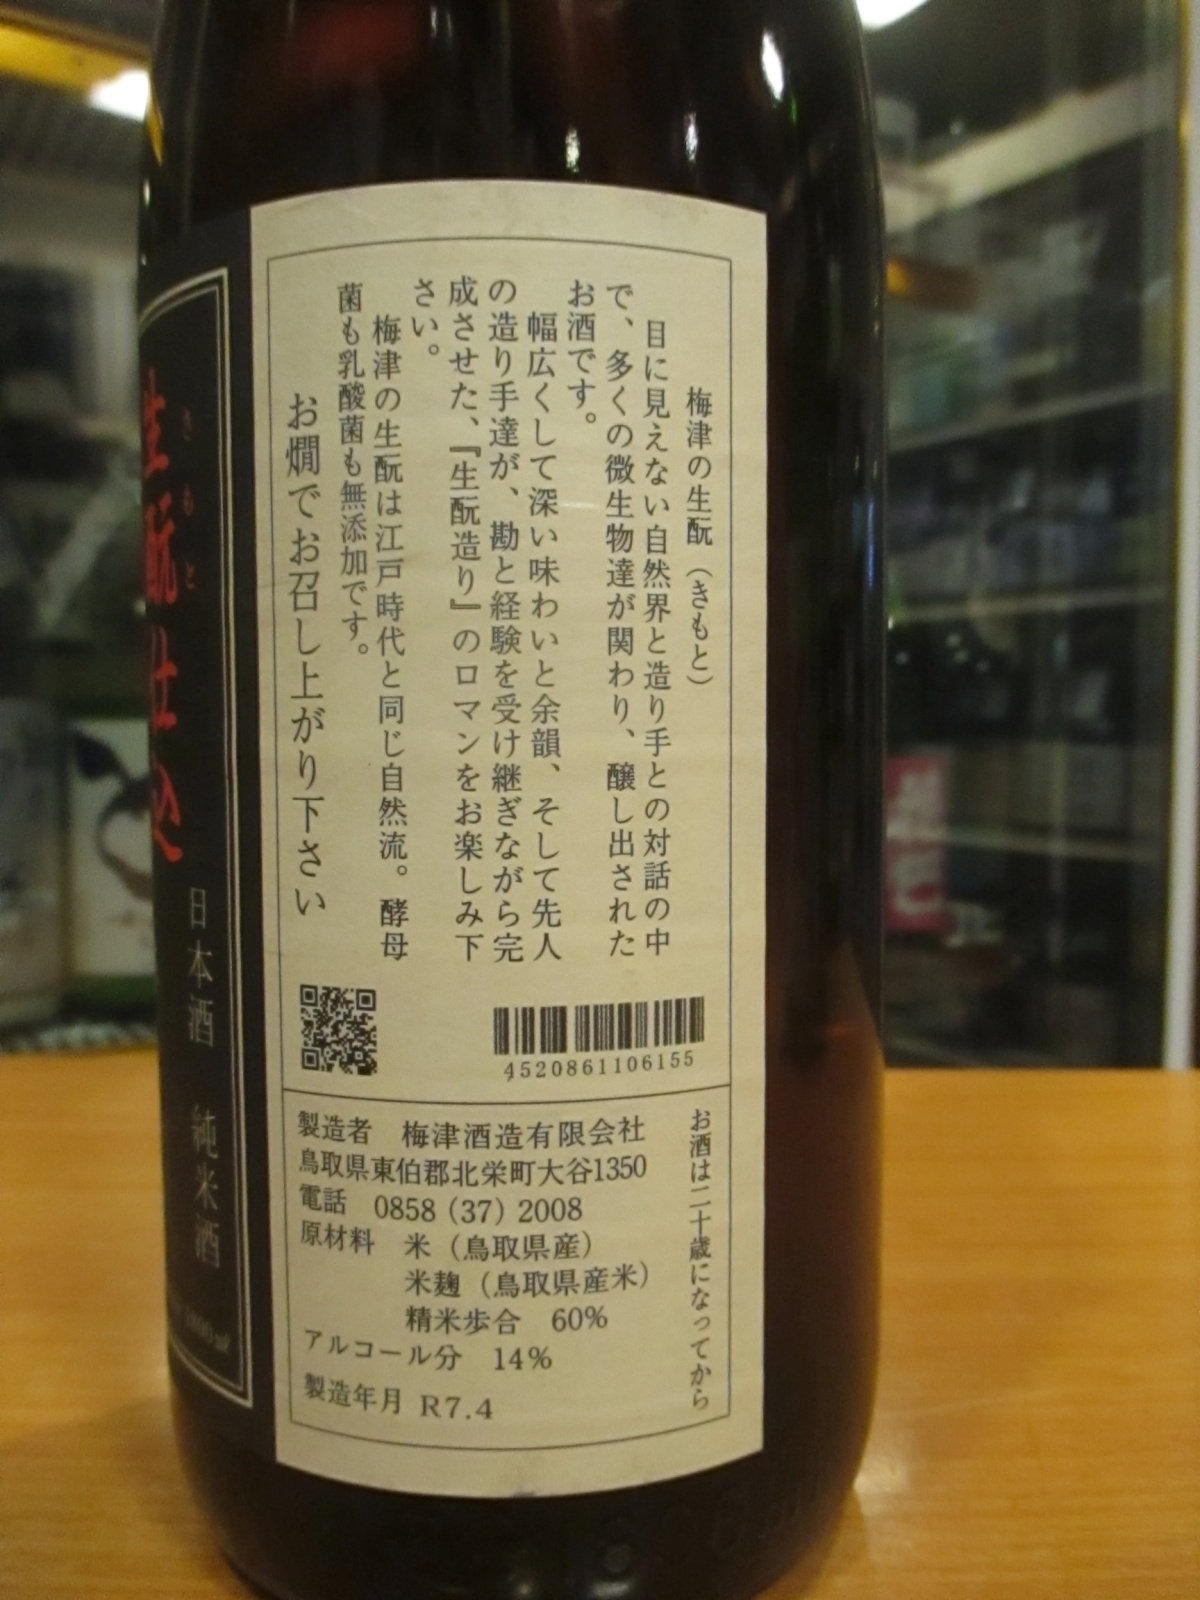 梅津の生酛（きもと）
目に見えない自然界と造り手との対話の中
で、多くの微生物達が関わり、醸し出された
お酒です。
幅広くして深い味わいと余韻、そして先人
の造り手達が、勘と経験を受け継ぎながら完
成させた、『生酛造り』のロマンをお楽しみ下
さい。
梅津の生酛は江戸時代と同じ自然流。酵母
菌も乳酸菌も無添加です。
お燗でお召し上がり下さい
4520861106155
お酒は二十歳になってから
製造者 梅津酒造有限会社
鳥取県東伯郡北栄町大谷1350
電話 0858（37）2008
原材料 米（鳥取県産）
米麹（鳥取県産米）
精米歩合 60%
アルコール分 14%
製造年月 R7.4
きもと
生酛仕込
日本酒 純米酒
1800㎖